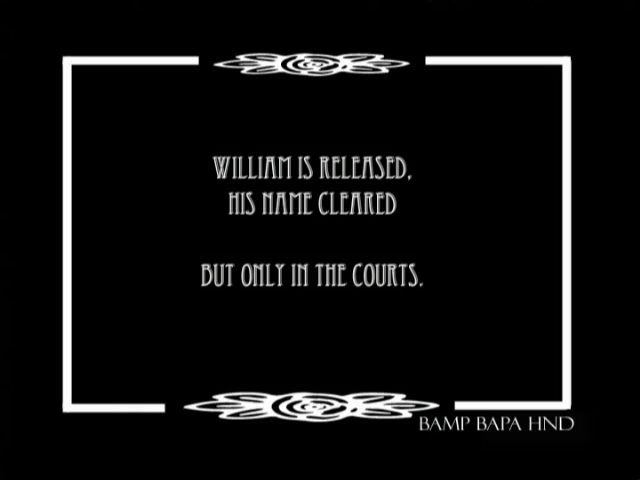 WILLIAM IS RELEASED,
HIS NAME CLEARED
BUT ONLY IN THE COURTS.
BAMP BAPA HND